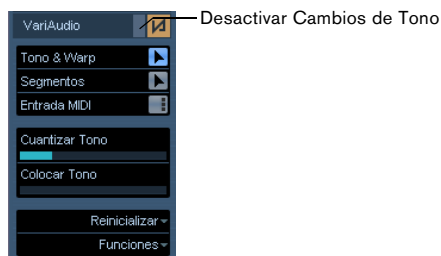 VariAudio
Desactivar Cambios de Tono
Tono & Warp
Segmentos
Entrada MIDI
Cuantizar Tono
Colocar Tono
Reinicializar
Funciones